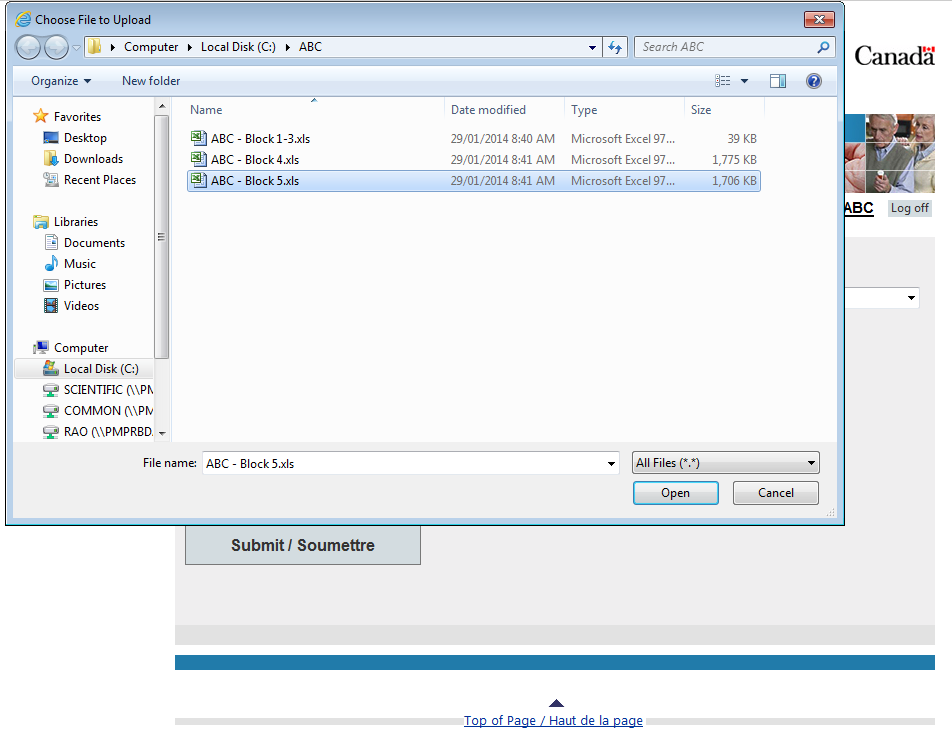 Choose File to Upload
Computer Local Disk (C:) ABC
Search ABC
Canada
Organize New folder
Name Date modified Type Size
Favorites
Desktop
Downloads
Recent Places
Libraries
Documents
Music
Pictures
Videos
Computer
Local Disk (C:)
SCIENTIFIC (\\PM
COMMON (\\PM
RAO (\\PMPRBD
ABC - Block 1-3.xls 29/01/2014 8:40 AM Microsoft Excel 97... 39 KB
ABC - Block 4.xls 29/01/2014 8:41 AM Microsoft Excel 97... 1,775 KB
ABC - Block 5.xls 29/01/2014 8:41 AM Microsoft Excel 97... 1,706 KB
ABC Log off
File name: ABC - Block 5.xls All Files (*.*)
Open Cancel
Submit / Soumettre
Top of Page / Haut de la page